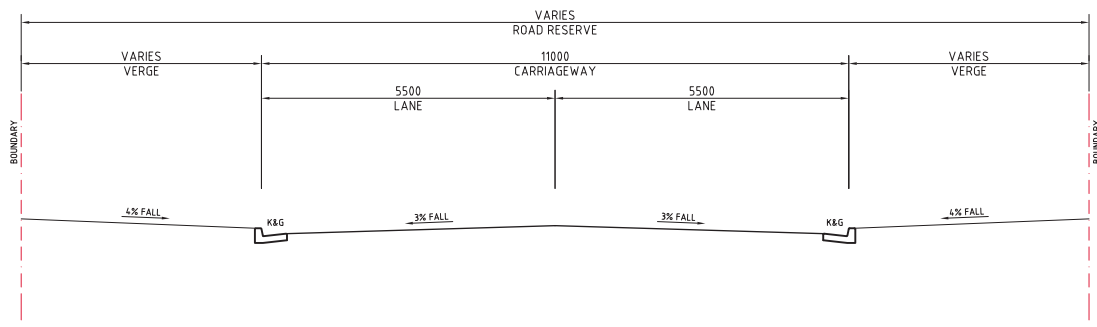 VARIES
ROAD RESERVE
VARIES
VERGE
11000
CARRIAGEWAY
VARIES
VERGE
5500
LANE
5500
LANE
BOUNDARY
BOUNDARY
4% FALL
K&G
3% FALL
3% FALL
K&G
4% FALL